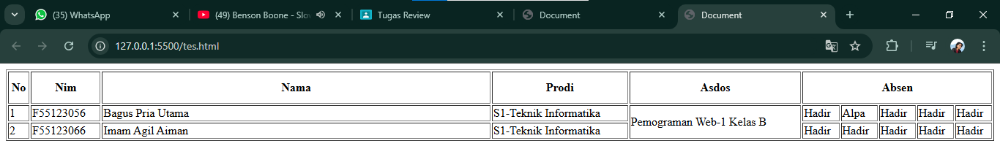 (35) WhatsApp
(49) Benson Boone - Slo
Tugas Review
Document
Document
127.0.0.1:5500/tes.html
No Nim Nama Prodi Asdos Absen
1 F55123056 Bagus Pria Utama S1-Teknik Informatika Pemograman Web-1 Kelas B Hadir Alpa Hadir Hadir Hadir
2 F55123066 Imam Agil Aiman S1-Teknik Informatika Hadir Hadir Hadir Hadir Hadir